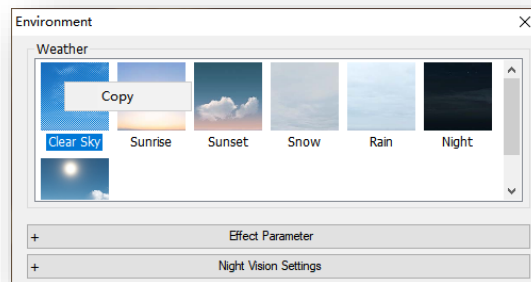 Environment
Weather
Copy
Clear Sky Sunrise Sunset Snow Rain Night
+ Effect Parameter
+ Night Vision Settings